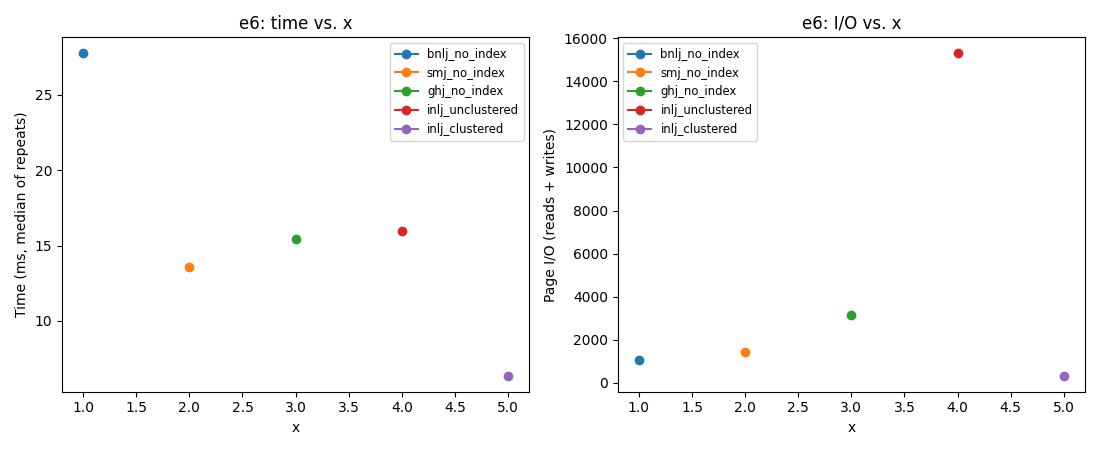 e6: time vs. x
Time (ms, median of repeats)
25
20
15
10
bnlj_no_index
smj_no_index
ghj_no_index
inlj_unclustered
inlj_clustered
1.0 1.5 2.0 2.5 3.0 3.5 4.0 4.5 5.0
x
e6: I/O vs. x
Page I/O (reads + writes)
16000
14000
12000
10000
8000
6000
4000
2000
0
bnlj_no_index
smj_no_index
ghj_no_index
inlj_unclustered
inlj_clustered
1.0 1.5 2.0 2.5 3.0 3.5 4.0 4.5 5.0
x